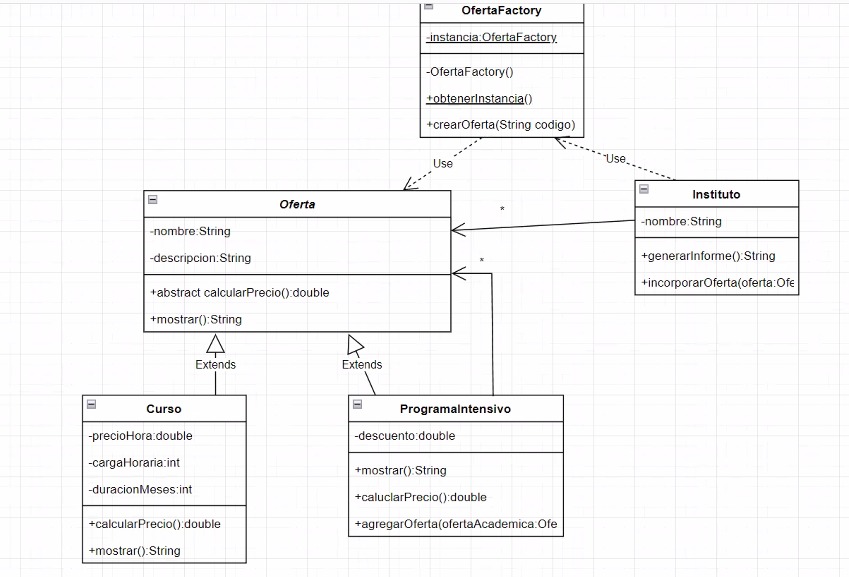 OfertaFactory
-instancia:OfertaFactory
-OfertaFactory()
+obtenerInstancia()
+crearOferta(String codigo)
Use
Use
Oferta
-nombre:String
-descripcion:String
+abstract calcularPrecio():double
+mostrar():String
*
*
Instituto
-nombre:String
+generarInforme():String
+incorporarOferta(oferta:Ofe
Extends
Extends
Curso
-precioHora:double
-cargaHoraria:int
-duracionMeses:int
+calcularPrecio():double
+mostrar():String
ProgramaIntensivo
-descuento:double
+mostrar():String
+caluclarPrecio():double
+agregarOferta(ofertaAcademica:Ofe